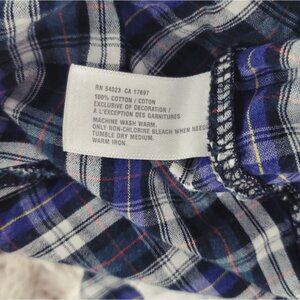 RN 54023 CA 17897
100% COTTON / COTON
EXCLUSIVE OF DECORATION /
A L'EXCEPTION DES GARNITURES
MACHINE WASH WARM.
ONLY NON-CHLORINE BLEACH WHEN NEED
TUMBLE DRY MEDIUM.
WARM IRON.